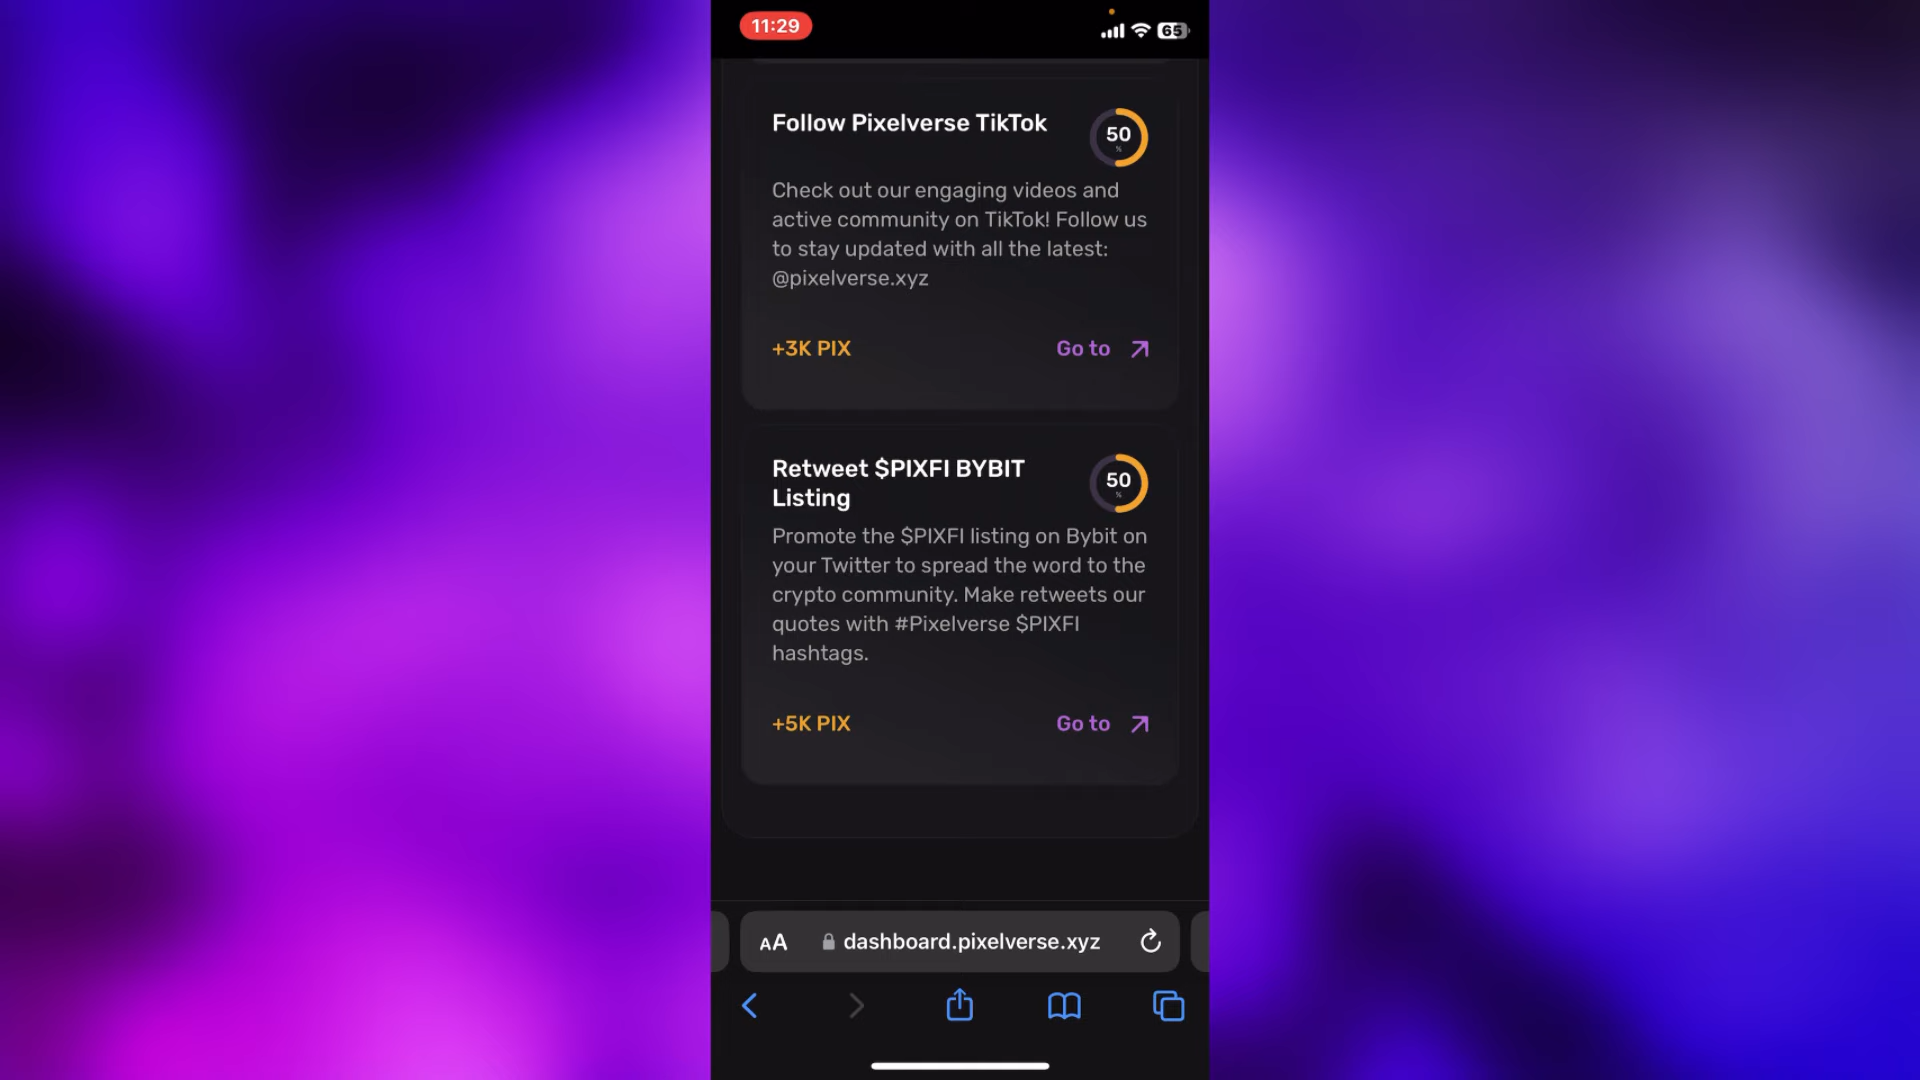 11:29
65
Follow Pixelverse TikTok
50
%
Check out our engaging videos and
active community on TikTok! Follow us
to stay updated with all the latest:
@pixelverse.xyz
+3K PIX
Go to
Retweet $PIXFI BYBIT
Listing
50
%
Promote the $PIXFI listing on Bybit on
your Twitter to spread the word to the
crypto community. Make retweets our
quotes with #Pixelverse $PIXFI
hashtags.
+5K PIX
Go to
AA
dashboard.pixelverse.xyz